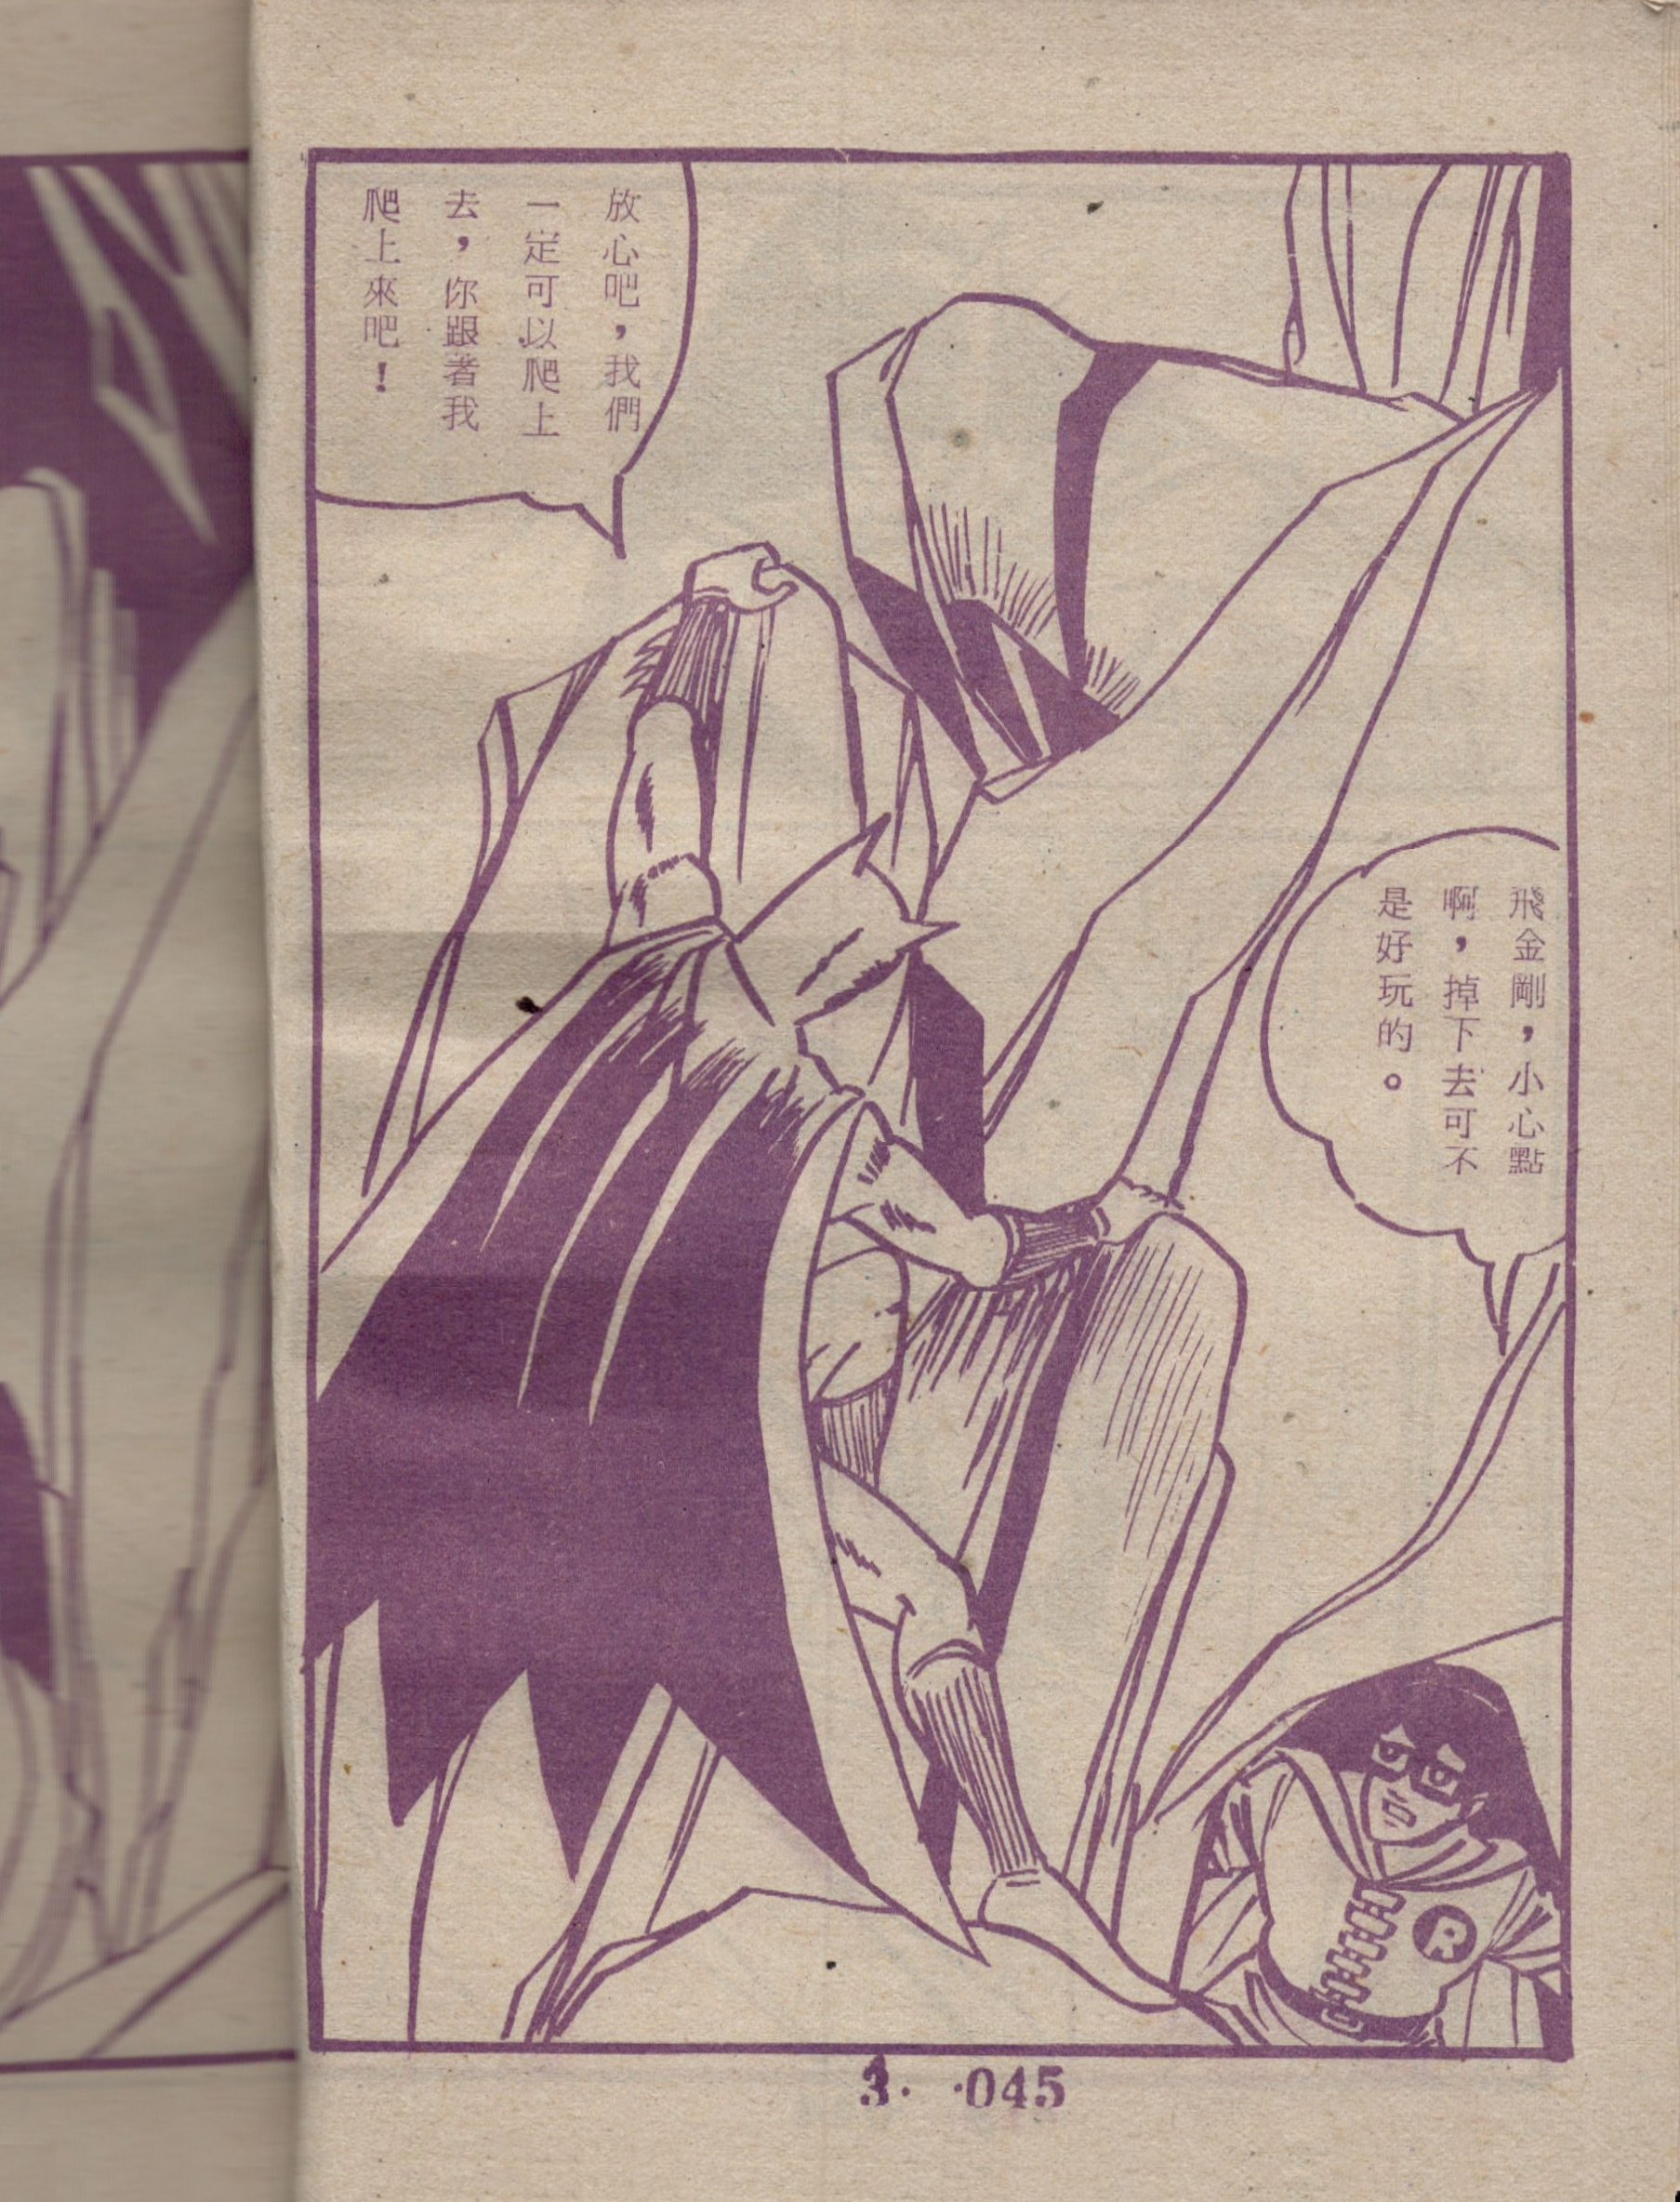 飛金剛，小心點
啊，掉下去可不
是好玩的。
放心吧，我們
一定可以爬上
去，你跟著我
爬上來吧！
R
3. ·045